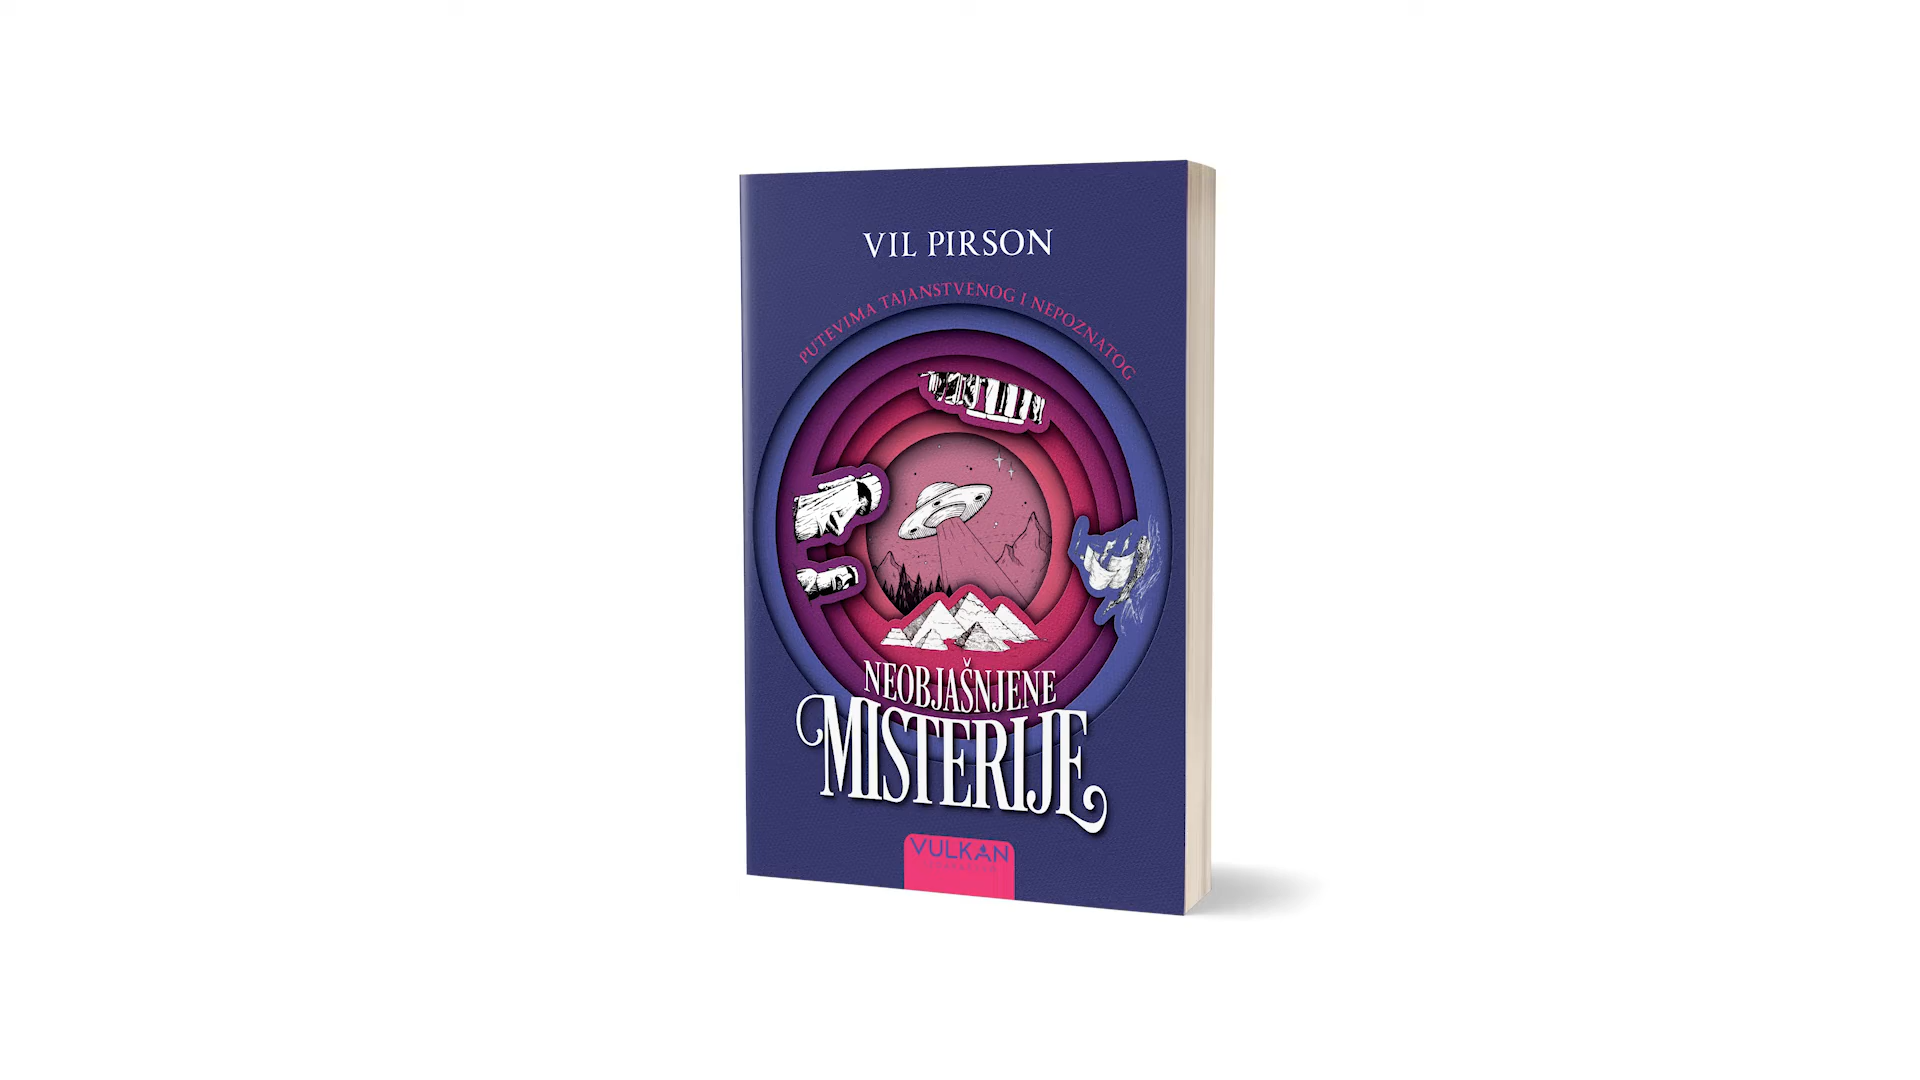 VIL PIRSON
PUTEVIMA TAJANSTVENOG I NEPOZNATOG
NEOBJAŠNJENE
MISTERIJE
VULKAN